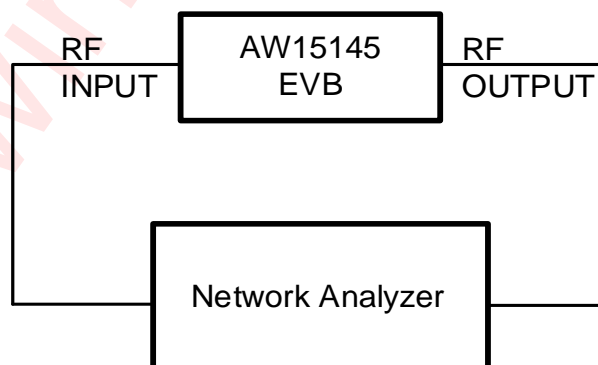 RF
INPUT
AW15145
EVB
RF
OUTPUT
Network Analyzer